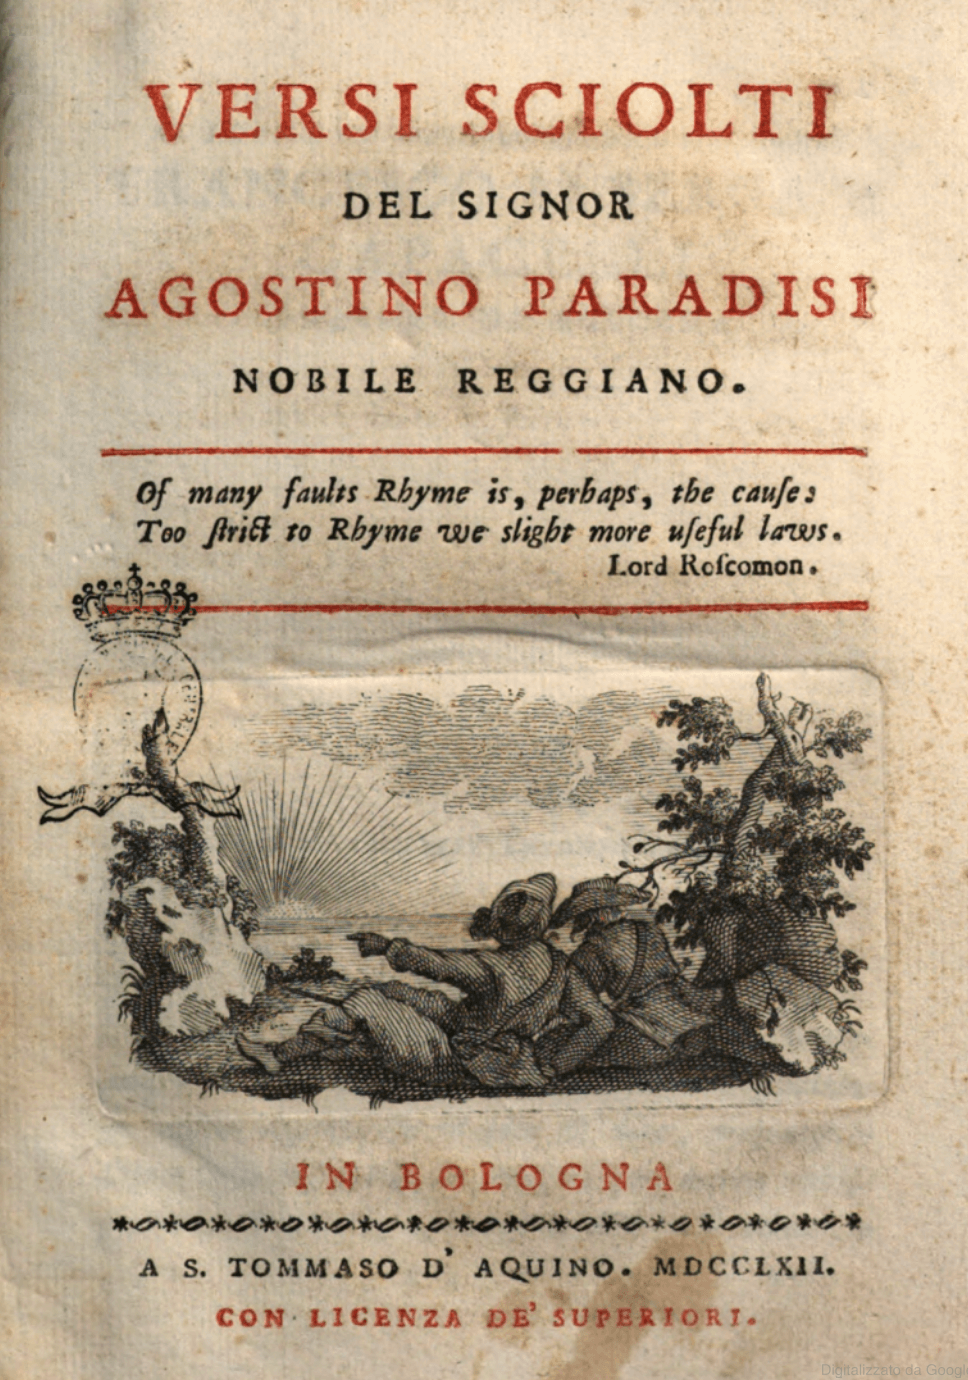 VERSI SCIOLTI
DEL SIGNOR
AGOSTINO PARADISI
NOBILE REGGIANO.
Of many faults Rhyme is, perhaps, the cauſe:
Too ſtrict to Rhyme we slight more uſeful laws.
Lord Roſcomon.
IN BOLOGNA
A S. TOMMASO D' AQUINO. MDCCLXII.
CON LICENZA DE' SUPERIORI.
Digitalizzato da Google